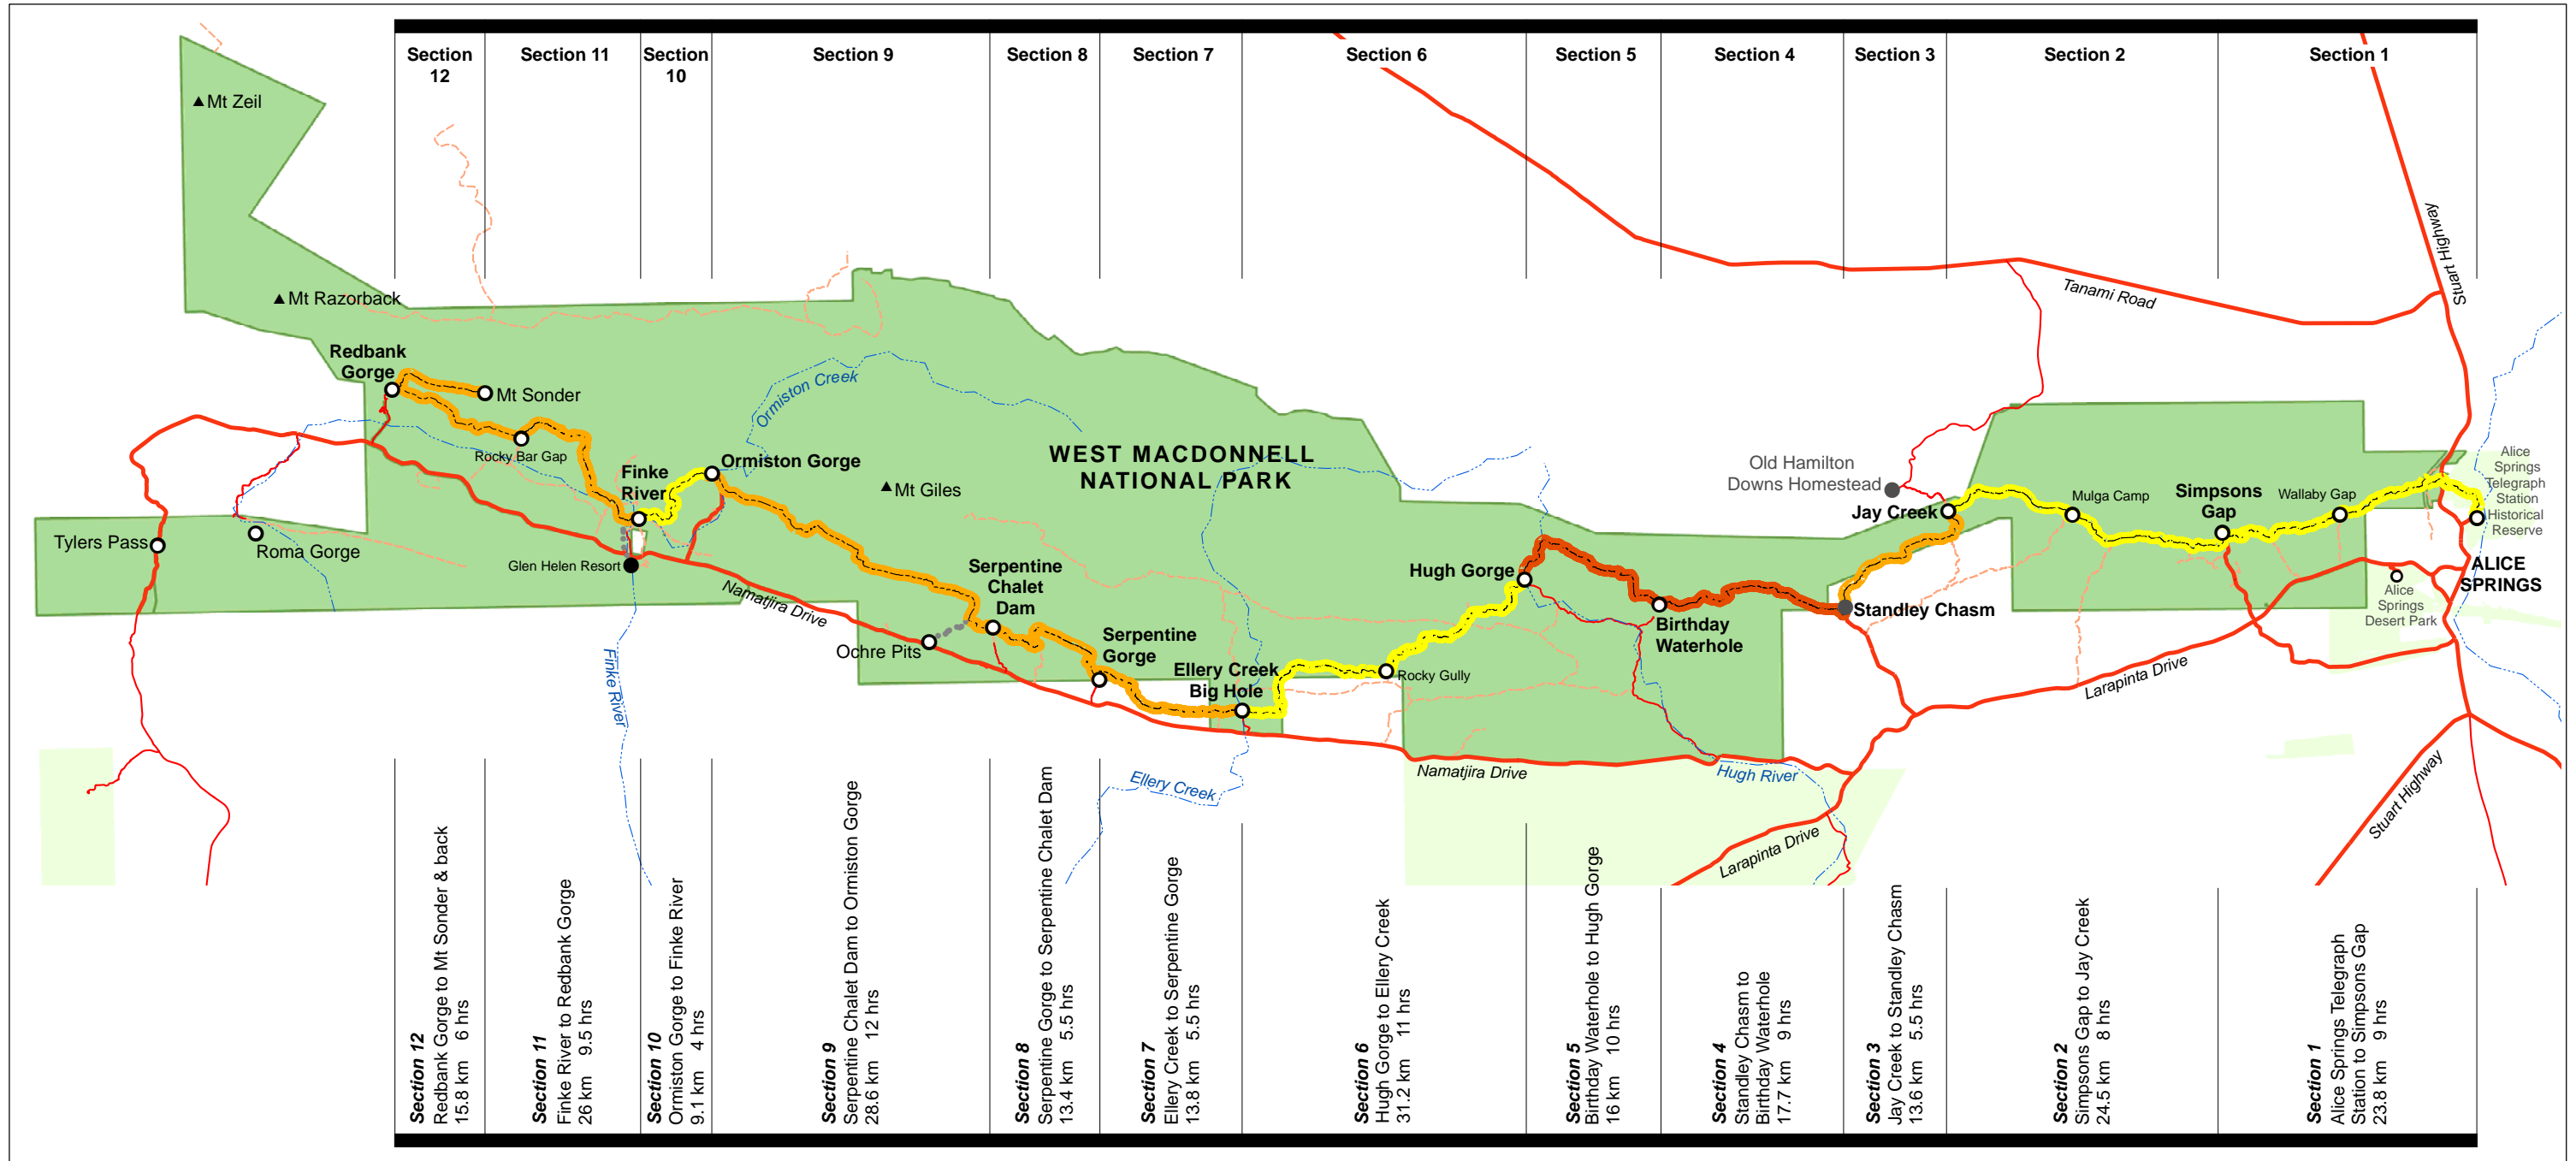 Section
12
Section 11
Section
10
Section 9
Section 8
Section 7
Section 6
Section 5
Section 4
Section 3
Section 2
Section 1
Mt Zeil
Mt Razorback
Stuart Highway
Tanami Road
Redbank
Gorge
Mt Sonder
Ormiston Creek
Rocky Bar Gap
Finke
River
Ormiston Gorge
Mt Giles
WEST MACDONNELL
NATIONAL PARK
Old Hamilton
Downs Homestead
Jay Creek
Mulga Camp
Simpsons
Gap
Wallaby Gap
Alice
Springs
Telegraph
Station
Historical
Reserve
Tylers Pass
Roma Gorge
Glen Helen Resort
Namatjira Drive
Serpentine
Chalet
Dam
Hugh Gorge
Standley Chasm
ALICE
SPRINGS
Alice
Springs
Desert Park
Ochre Pits
Serpentine
Gorge
Birthday
Waterhole
Ellery Creek
Big Hole
Rocky Gully
Larapinta Drive
Finke River
Ellery Creek
Namatjira Drive
Hugh River
Stuart Highway
Larapinta Drive
Section 12
Redbank Gorge to Mt Sonder & back
15.8 km 6 hrs
Section 11
Finke River to Redbank Gorge
26 km 9.5 hrs
Section 10
Ormiston Gorge to Finke River
9.1 km 4 hrs
Section 9
Serpentine Chalet Dam to Ormiston Gorge
28.6 km 12 hrs
Section 8
Serpentine Gorge to Serpentine Chalet Dam
13.4 km 5.5 hrs
Section 7
Ellery Creek to Serpentine Gorge
13.8 km 5.5 hrs
Section 6
Hugh Gorge to Ellery Creek
31.2 km 11 hrs
Section 5
Birthday Waterhole to Hugh Gorge
16 km 10 hrs
Section 4
Standley Chasm to
Birthday Waterhole
17.7 km 9 hrs
Section 3
Jay Creek to Standley Chasm
13.6 km 5.5 hrs
Section 2
Simpsons Gap to Jay Creek
24.5 km 8 hrs
Section 1
Alice Springs Telegraph
Station to Simpsons Gap
23.8 km 9 hrs